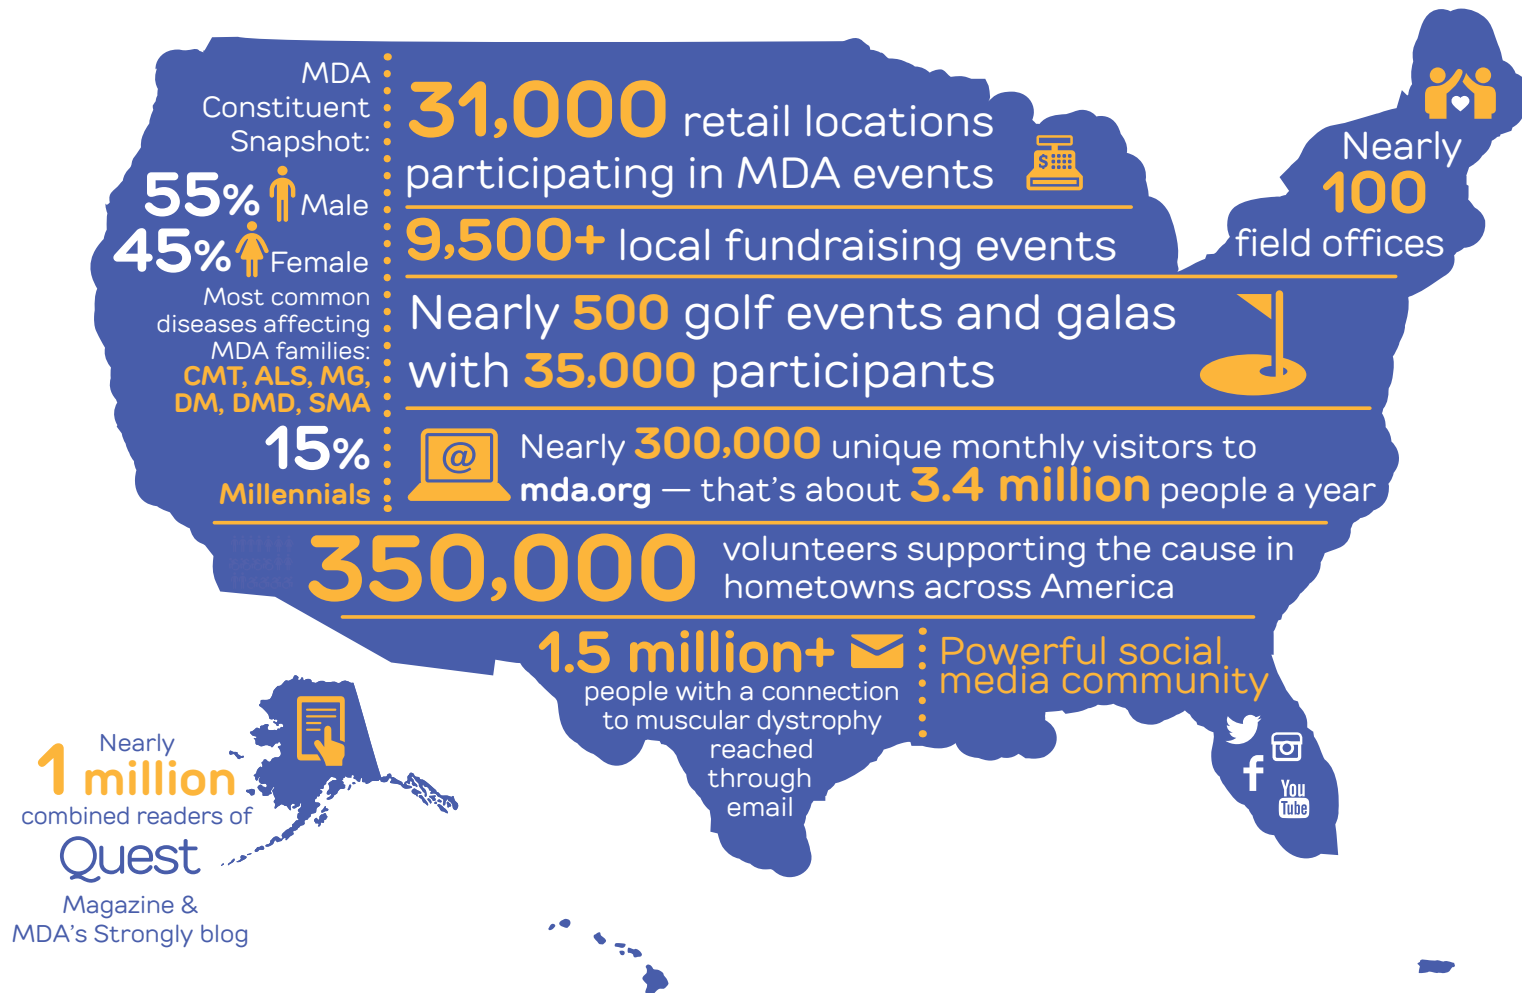 MDA
Constituent
Snapshot:
55% Male
45% Female
Most common
diseases affecting
MDA families:
CMT, ALS, MG,
DM, DMD, SMA
15%
Millennials
31,000 retail locations
participating in MDA events
$
9,500+ local fundraising events
Nearly 500 golf events and galas
with 35,000 participants
@
Nearly 300,000 unique monthly visitors to
mda.org — that's about 3.4 million people a year
350,000 volunteers supporting the cause in
hometowns across America
1.5 million+
people with a connection
to muscular dystrophy
reached
through
email
Powerful social
media community
f
You
Tube
Nearly
100
field offices
Nearly
1 million
combined readers of
Quest
Magazine &
MDA's Strongly blog